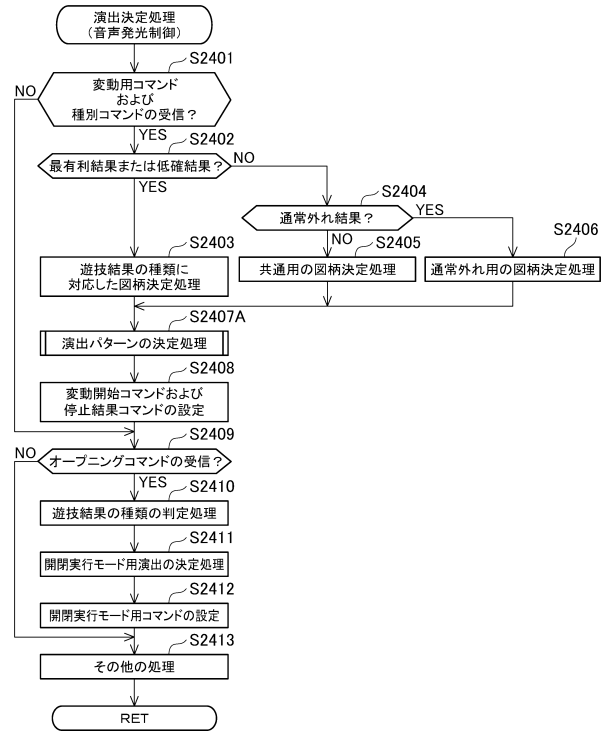 演出決定処理
(音声発光制御)
S2401
NO
変動用コマンド
および
種別コマンドの受信？
YES
S2402
最有利結果または低確結果？
NO
YES
S2404
通常外れ結果？
YES
NO
S2403
S2405
S2406
遊技結果の種類に
対応した図柄決定処理
共通用の図柄決定処理
通常外れ用の図柄決定処理
S2407A
演出パターンの決定処理
S2408
変動開始コマンドおよび
停止結果コマンドの設定
S2409
NO
オープニングコマンドの受信？
YES
S2410
遊技結果の種類の判定処理
S2411
開閉実行モード用演出の決定処理
S2412
開閉実行モード用コマンドの設定
S2413
その他の処理
RET